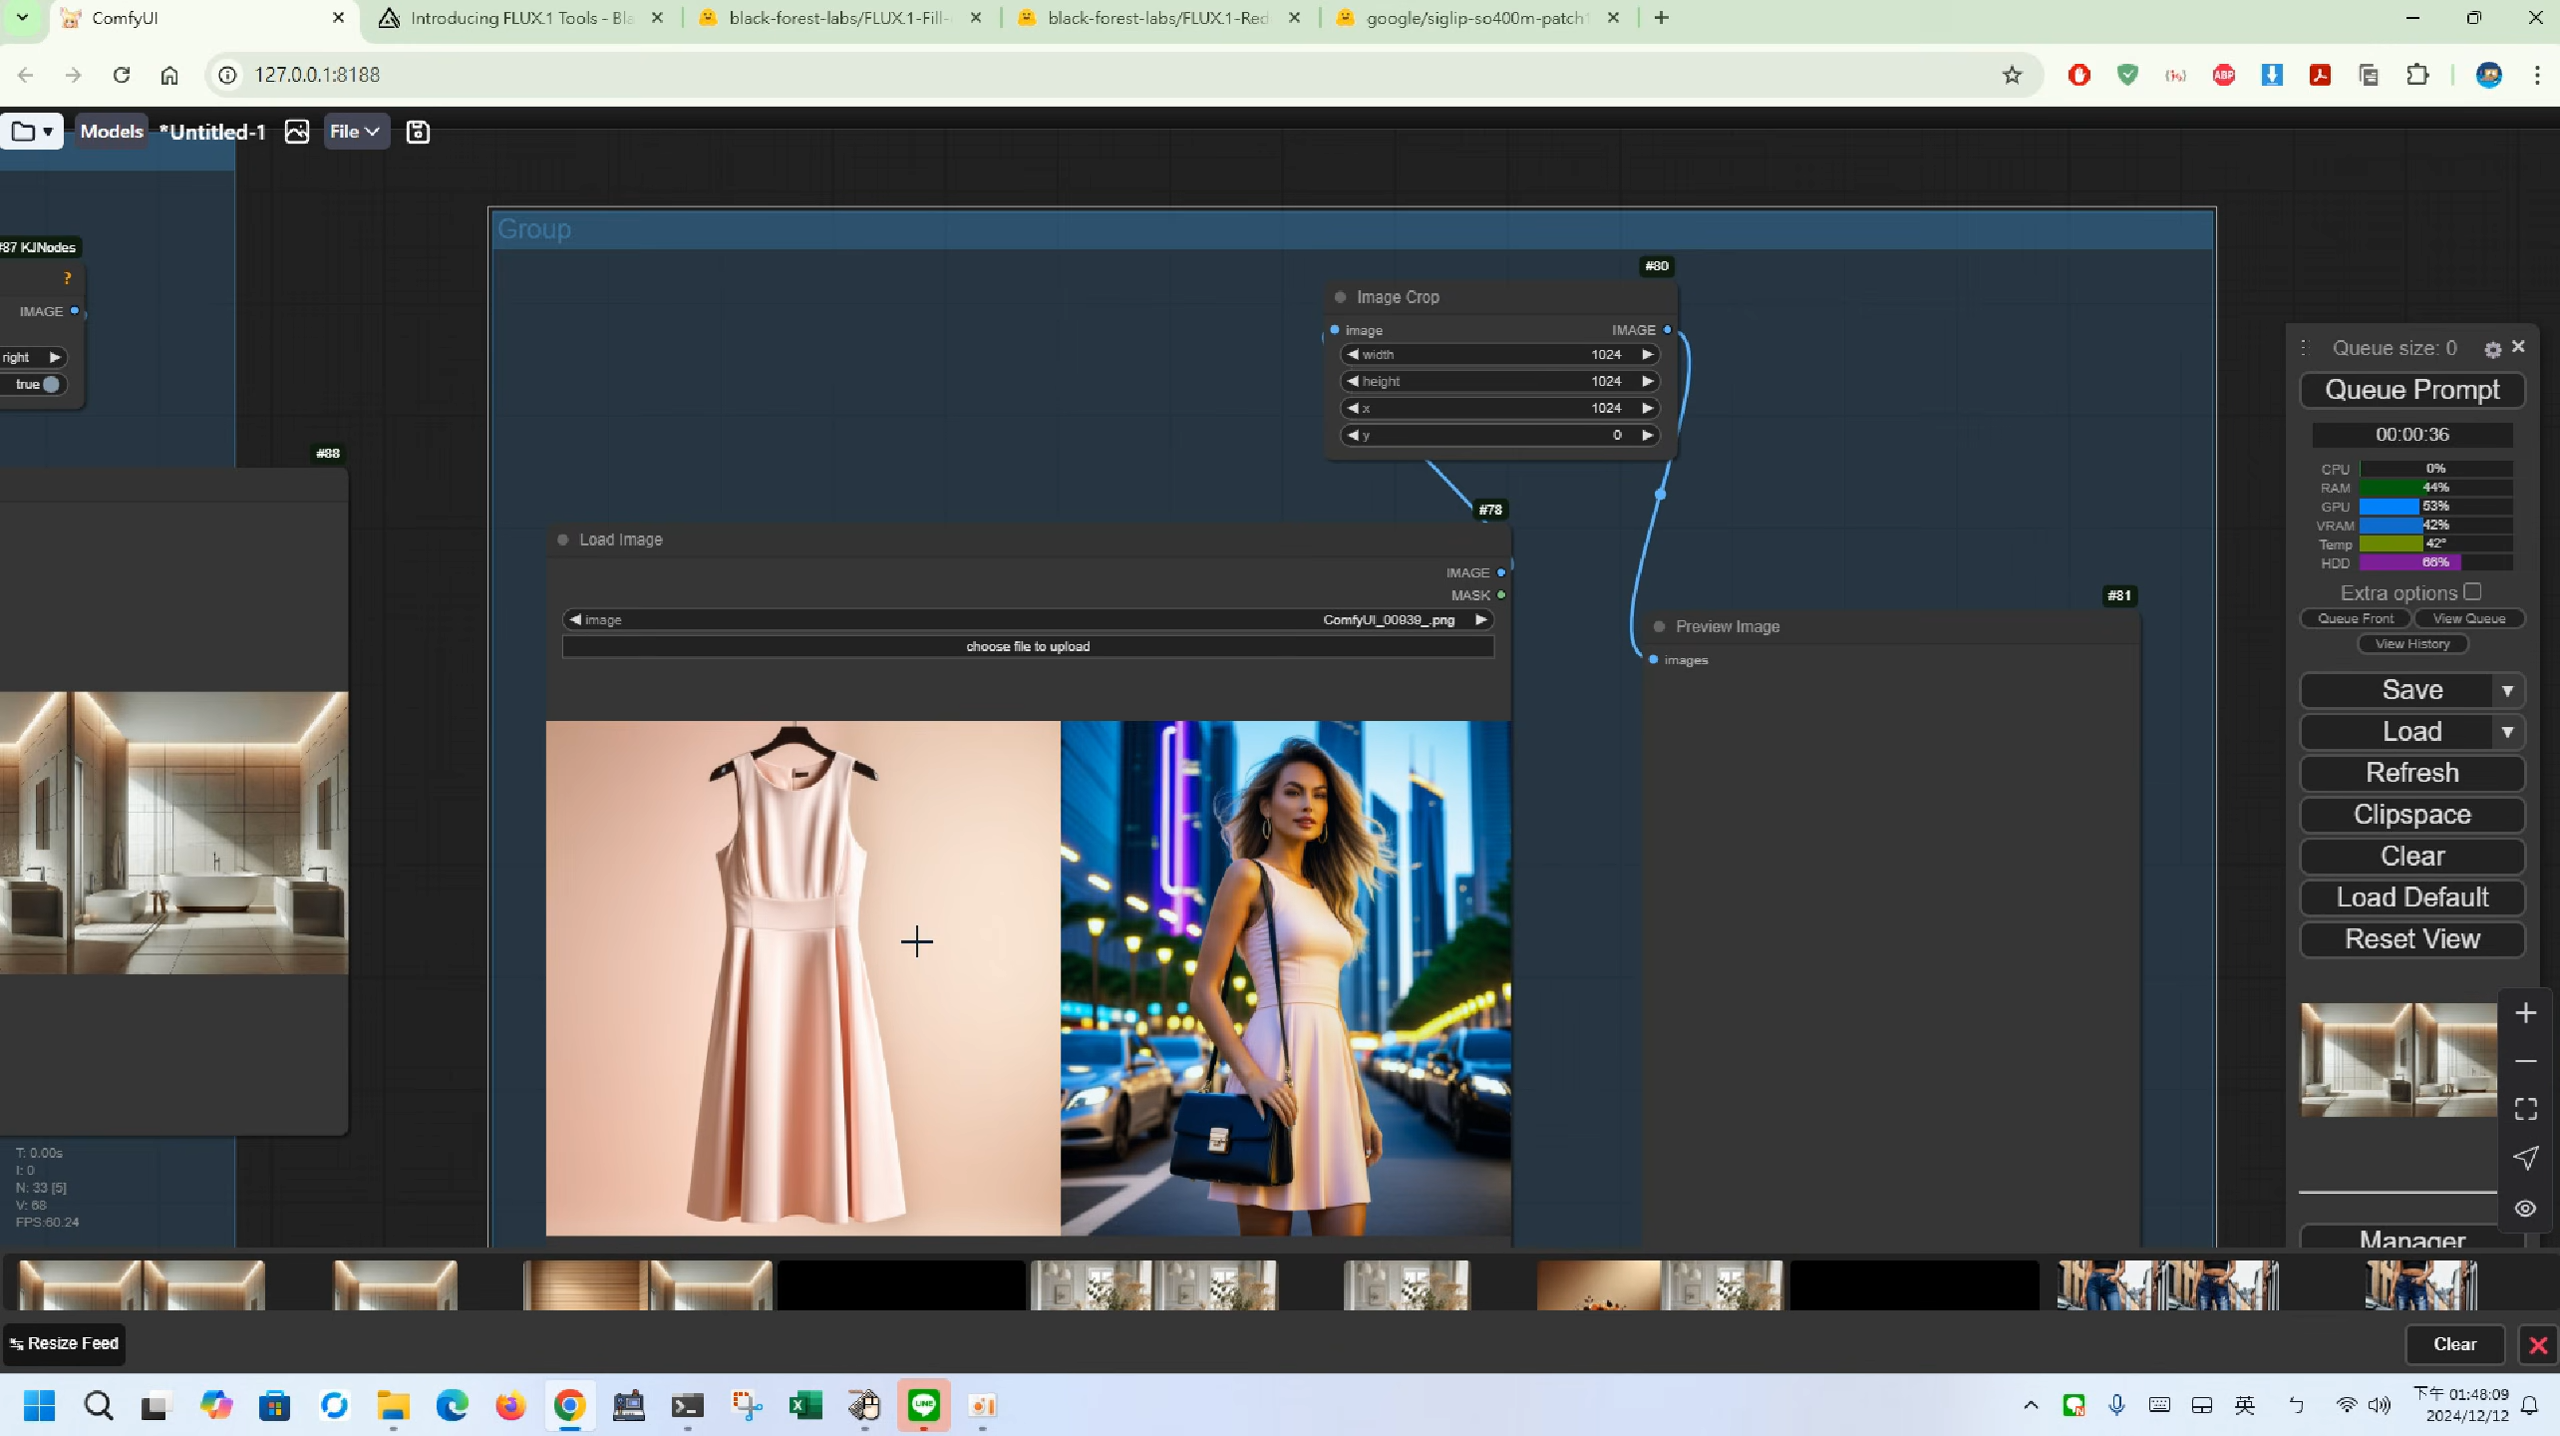 ComfyUI
Introducing FLUX.1 Tools - Bla
black-forest-labs/FLUX.1-Fill-
black-forest-labs/FLUX.1-Red
google/siglip-so400m-patch1
127.0.0.1:8188
ABP
Models
*Untitled-1
File
Group
#87 KJNodes
?
IMAGE
right
true
#88
#80
Image Crop
image
IMAGE
width
1024
height
1024
x
1024
y
0
#78
Load Image
IMAGE
MASK
image
ComfyUI_00939_.png
choose file to upload
#81
Preview Image
images
Queue size: 0
Queue Prompt
00:00:36
CPU
0%
RAM
44%
GPU
53%
VRAM
42%
Temp
42°
HDD
66%
Extra options
Queue Front
View Queue
View History
Save
Load
Refresh
Clipspace
Clear
Load Default
Reset View
Manager
T: 0.00s
I: 0
N: 33 [5]
V: 68
FPS:60.24
Resize Feed
Clear
LINE
英
ㄅ
下午 01:48:09
2024/12/12